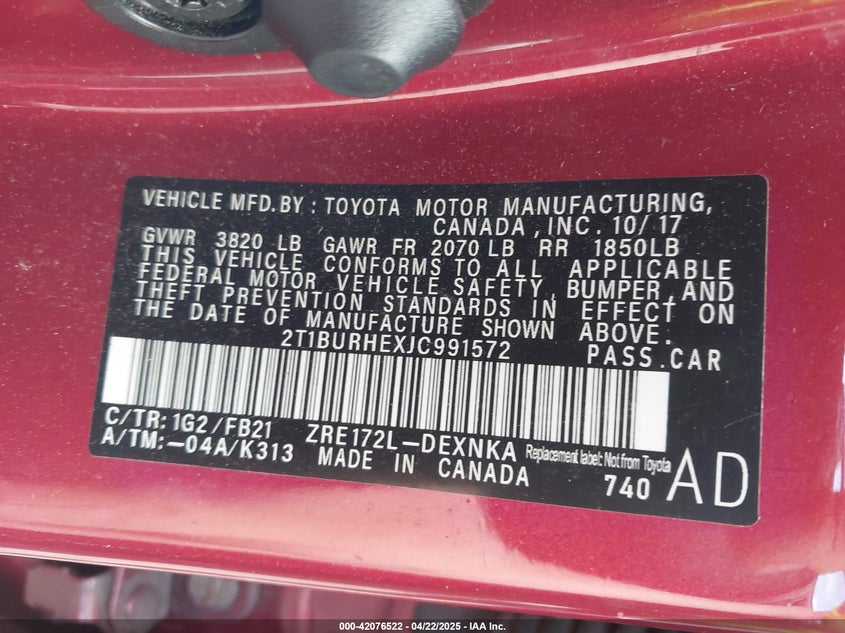 VEHICLE MFD.BY : TOYOTA MOTOR MANUFACTURING,
CANADA ,INC. 10/17
GVWR 3820 LB GAWR FR 2070 LB RR 1850LB
THIS VEHICLE CONFORMS TO ALL APPLICABLE
FEDERAL MOTOR VEHICLE SAFETY, BUMPER, AND
THEFT PREVENTION STANDARDS IN EFFECT ON
THE DATE OF MANUFACTURE SHOWN ABOVE.
2T1BURHEXJC991572 PASS.CAR
C/TR: 1G2 /FB21 ZRE172L-DEXNKA Replacement label: Not from Toyota AD
A/TM:-04A/K313 MADE IN CANADA 740
000-42076522 - 04/22/2025 - IAA Inc.